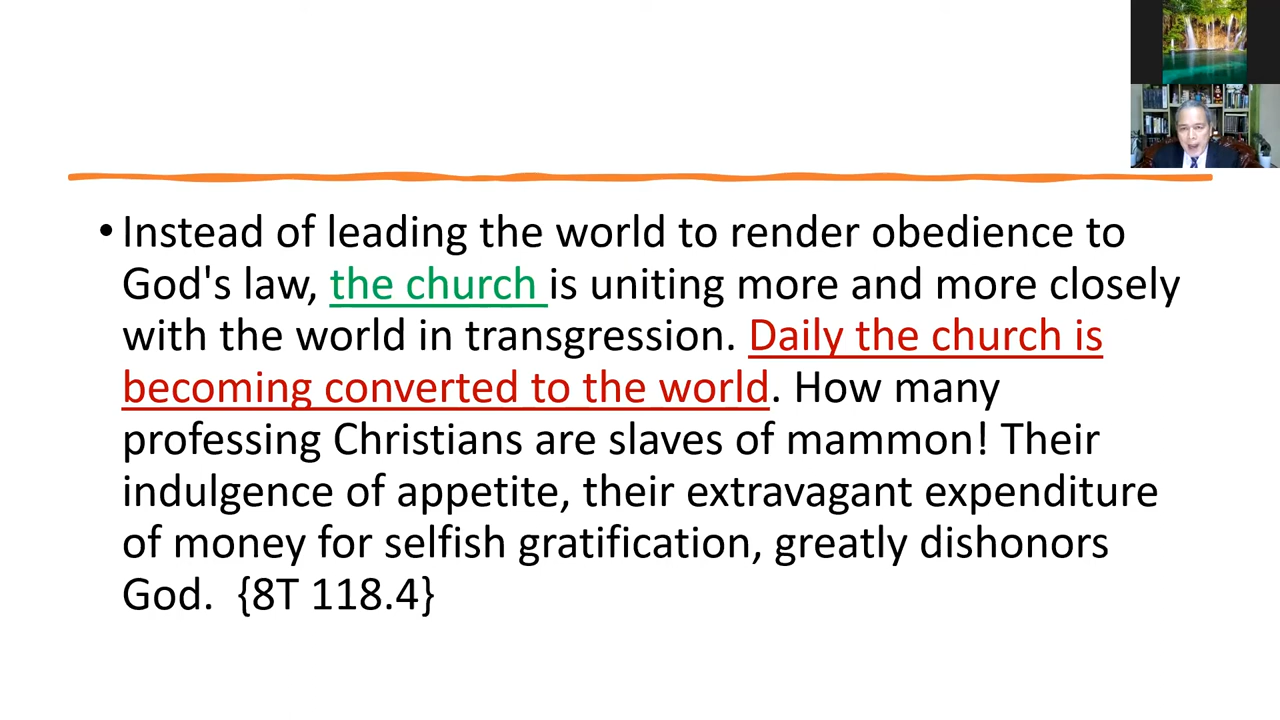 • Instead of leading the world to render obedience to
God's law, the church is uniting more and more closely
with the world in transgression. Daily the church is
becoming converted to the world. How many
professing Christians are slaves of mammon! Their
indulgence of appetite, their extravagant expenditure
of money for selfish gratification, greatly dishonors
God.  {8T 118.4}